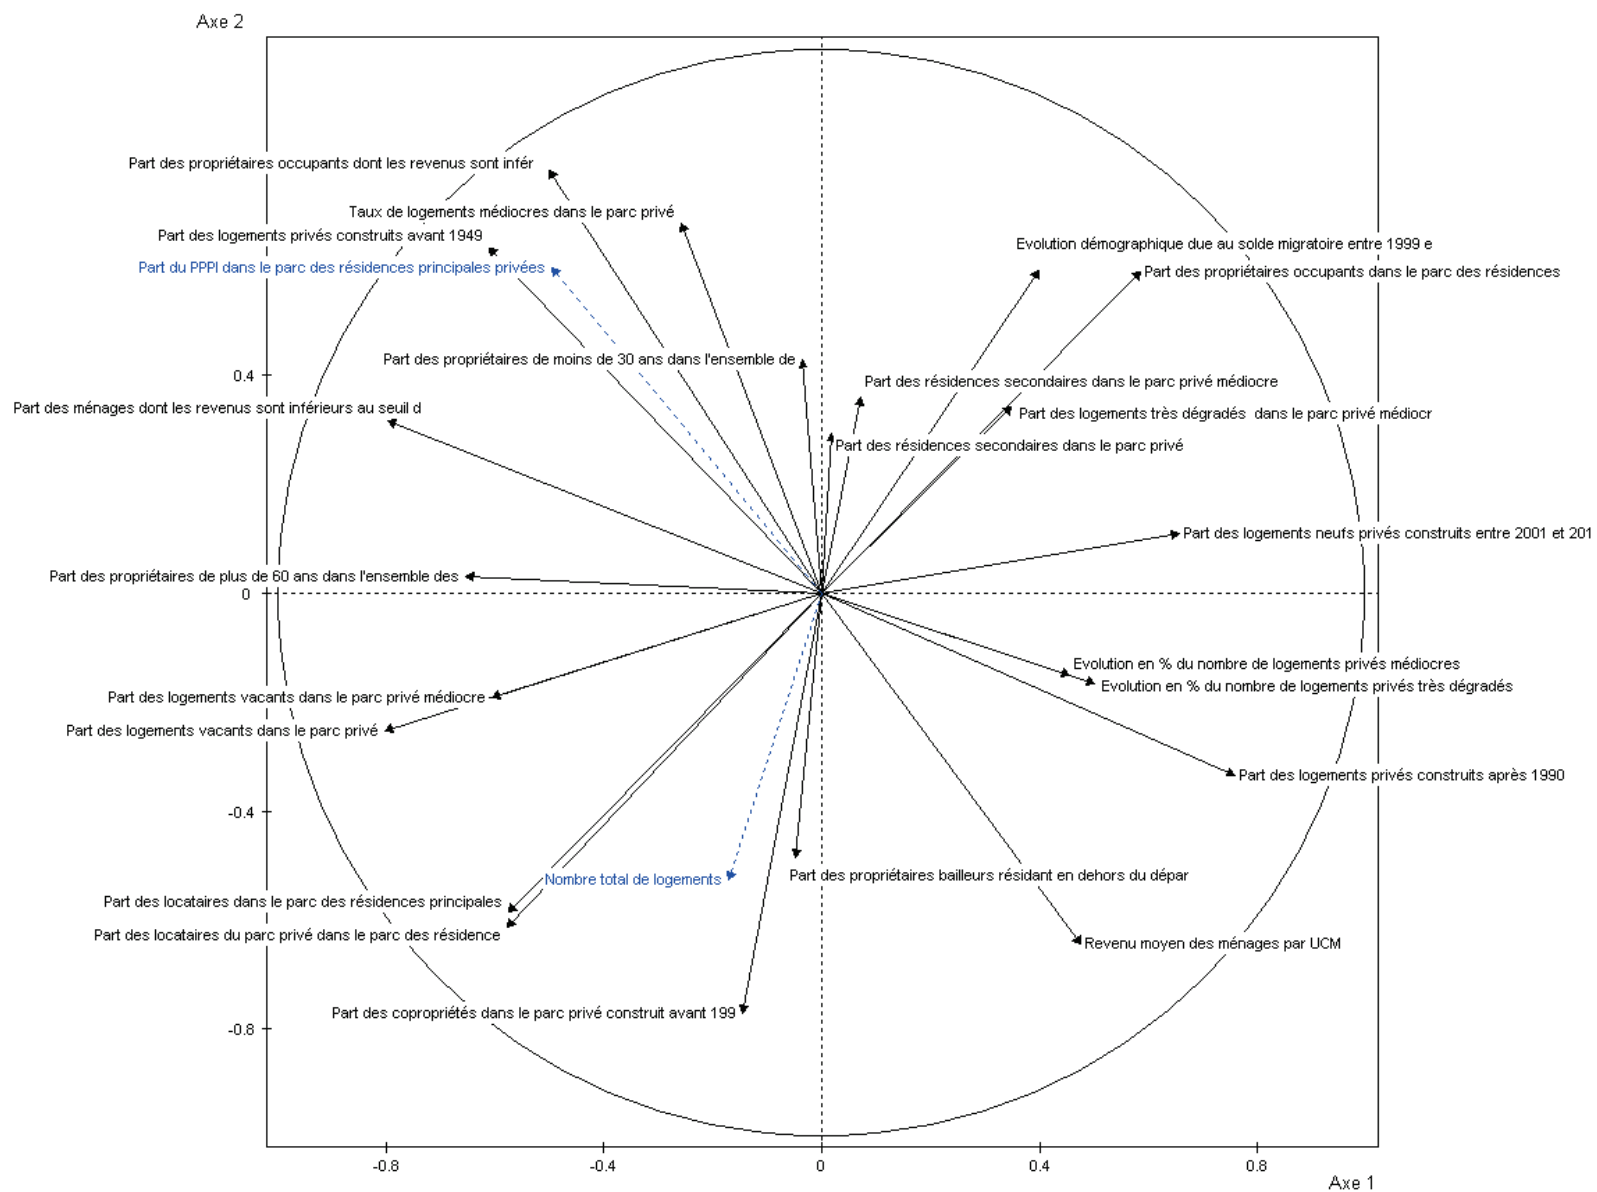 Axe 2
Part des propriétaires occupants dont les revenus sont infér
Taux de logements médiocres dans le parc privé
Part des logements privés construits avant 1949
Evolution démographique due au solde migratoire entre 1999 e
Part du PPPI dans le parc des résidences principales privées
Part des propriétaires occupants dans le parc des résidences
Part des propriétaires de moins de 30 ans dans l'ensemble de
0.4
Part des résidences secondaires dans le parc privé médiocre
Part des ménages dont les revenus sont inférieurs au seuil d
Part des logements très dégradés dans le parc privé médiocr
Part des résidences secondaires dans le parc privé
Part des logements neufs privés construits entre 2001 et 201
Part des propriétaires de plus de 60 ans dans l'ensemble des
0
Evolution en % du nombre de logements privés médiocres
Evolution en % du nombre de logements privés très dégradés
Part des logements vacants dans le parc privé médiocre
Part des logements vacants dans le parc privé
Part des logements privés construits après 1990
-0.4
Part des propriétaires bailleurs résidant en dehors du dépar
Nombre total de logements
Part des locataires dans le parc des résidences principales
Part des locataires du parc privé dans le parc des résidence
Revenu moyen des ménages par UCM
Part des copropriétés dans le parc privé construit avant 199
-0.8
-0.8
-0.4
0
0.4
0.8
Axe 1